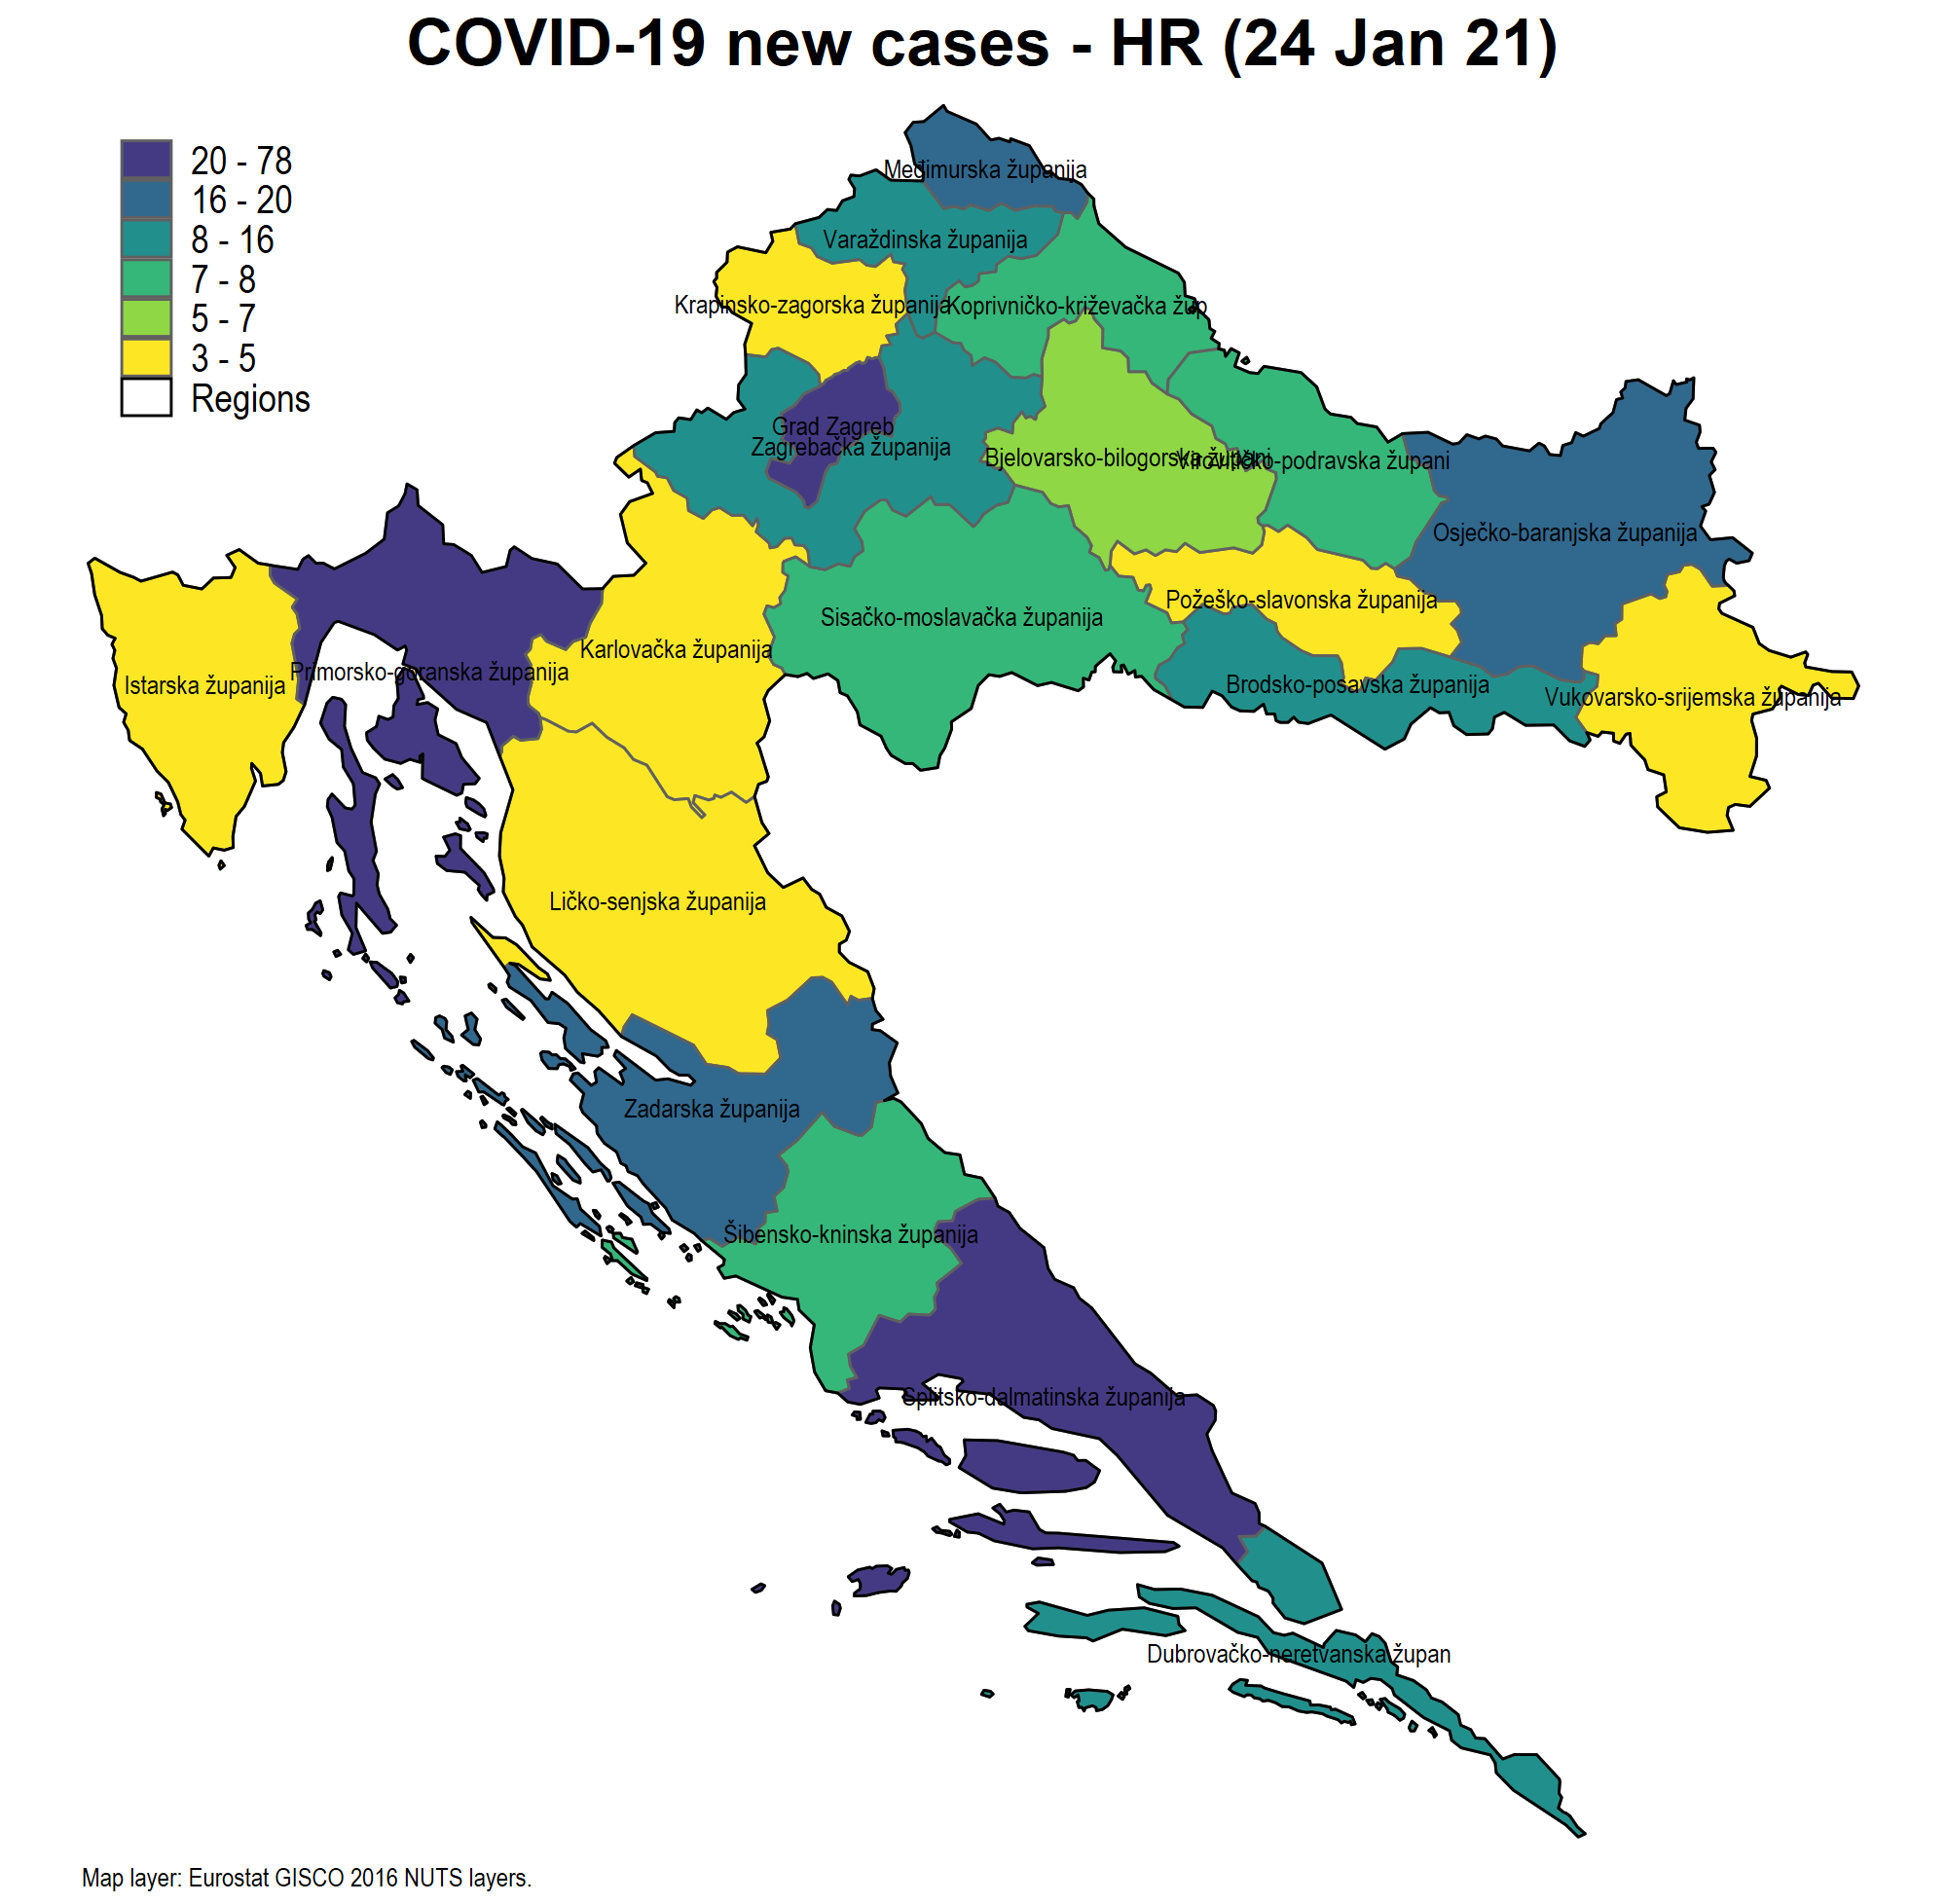 COVID-19 new cases - HR (24 Jan 21)
20 - 78
16 - 20
8 - 16
7 - 8
5 - 7
3 - 5
Regions
Međimurska županija
Varaždinska županija
Krapinsko-zagorska županija
Koprivničko-križevačka žup
Grad Zagreb
Zagrebačka županija
Bjelovarsko-bilogorska županij
Virovitičko-podravska županij
Osječko-baranjska županija
Požeško-slavonska županija
Sisačko-moslavačka županija
Karlovačka županija
Primorsko-goranska županija
Istarska županija
Brodsko-posavska županija
Vukovarsko-srijemska županija
Ličko-senjska županija
Zadarska županija
Šibensko-kninska županija
Splitsko-dalmatinska županija
Dubrovačko-neretvanska župan
Map layer: Eurostat GISCO 2016 NUTS layers.